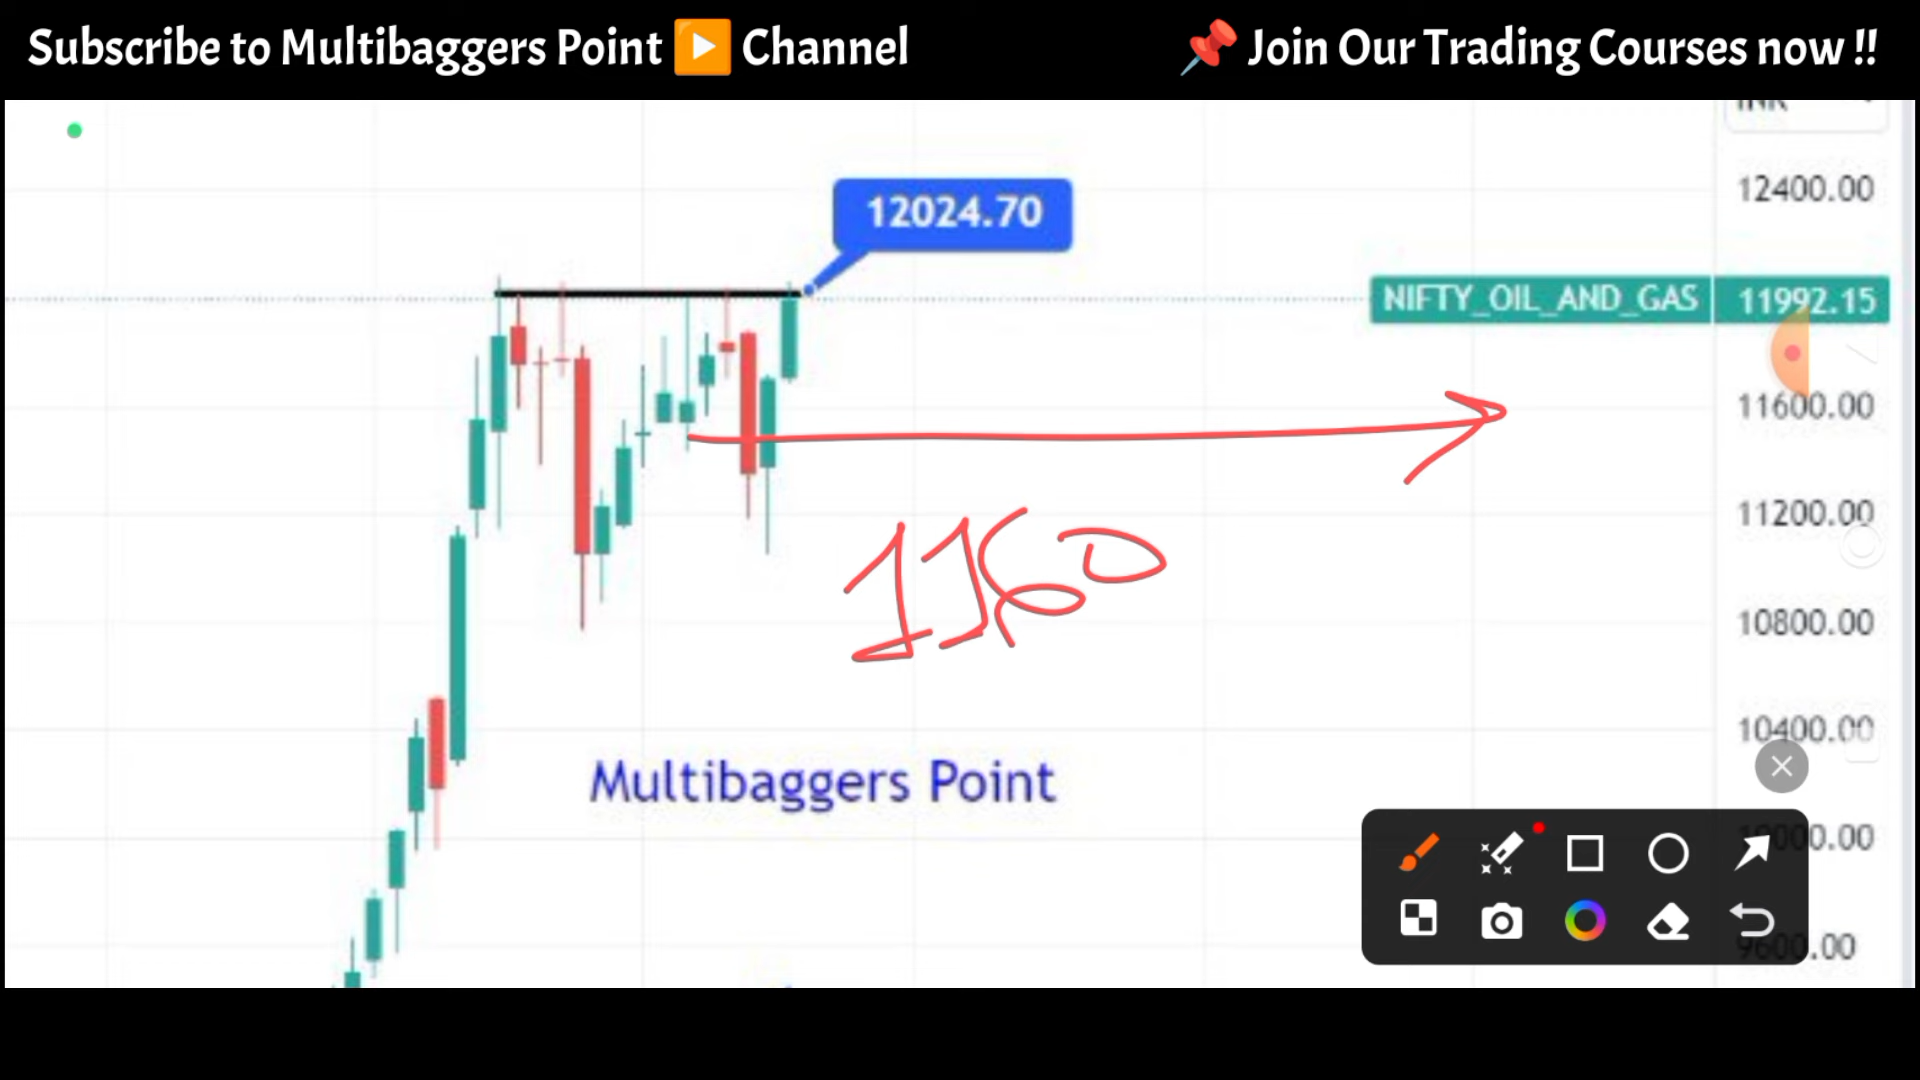 Subscribe to Multibaggers Point ▶️ Channel
📌 Join Our Trading Courses now !!
12400.00
12024.70
NIFTY_OIL_AND_GAS 11992.15
11600.00
11200.00
1160
10800.00
10400.00
Multibaggers Point